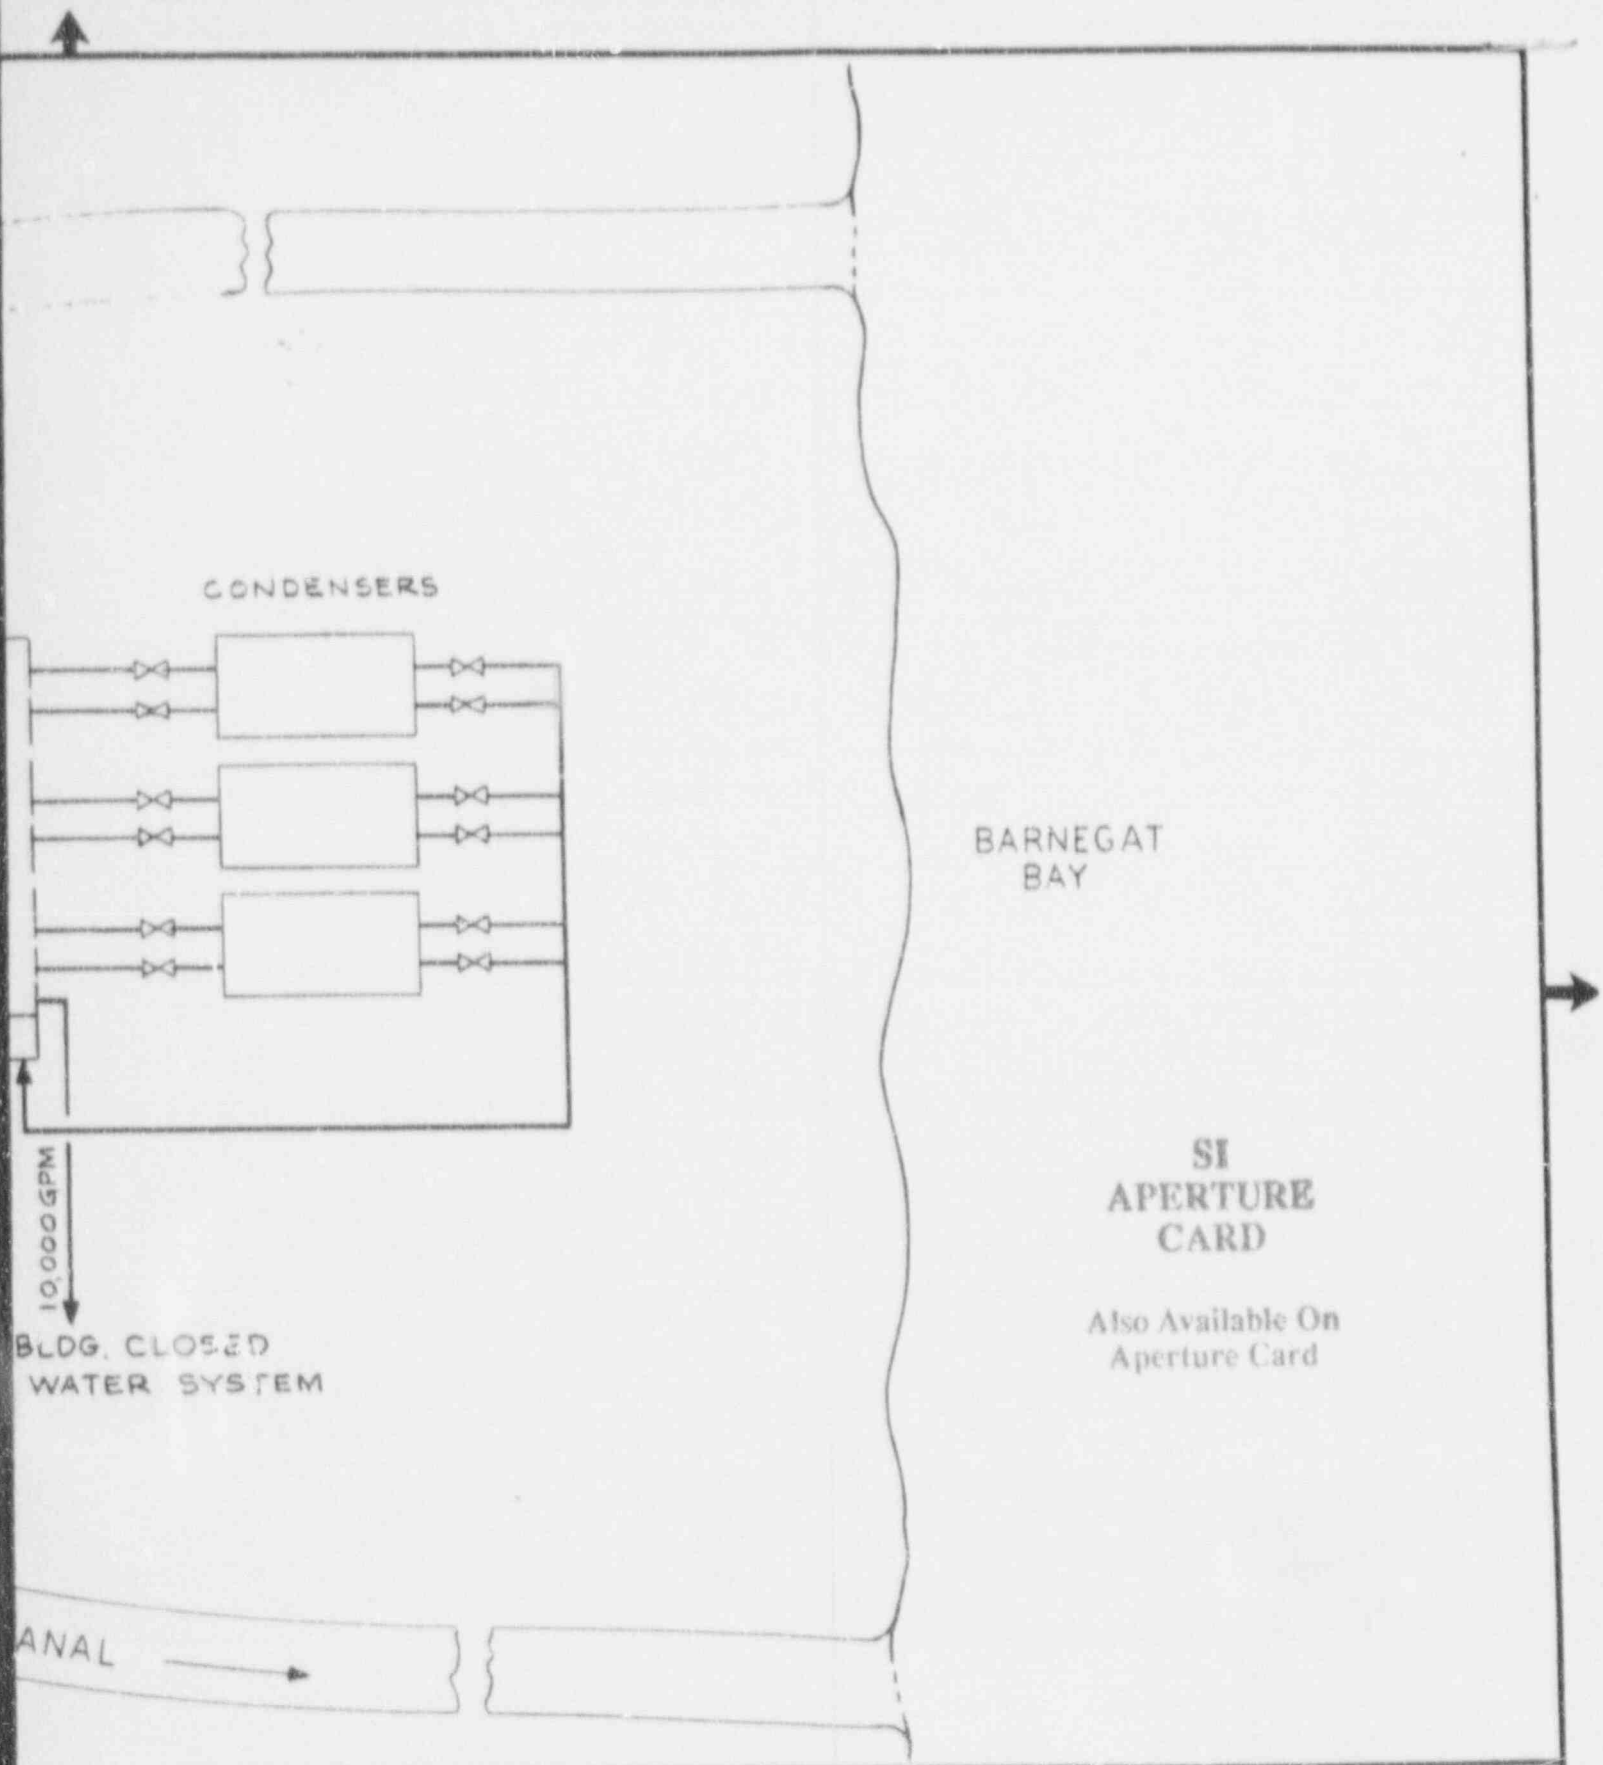 CONDENSERS
BARNEGAT
BAY
10,000 GPM
BLDG. CLOSED
WATER SYSTEM
SI
APERTURE
CARD
Also Available On
Aperture Card
ANAL